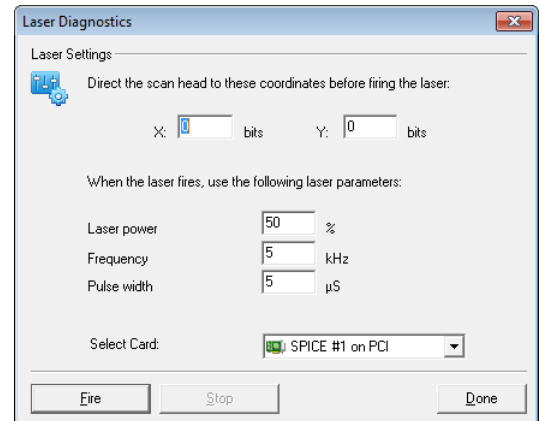 Laser Diagnostics
Laser Settings
Direct the scan head to these coordinates before firing the laser:
X: 0 bits Y: 0 bits
When the laser fires, use the following laser parameters:
Laser power 50 %
Frequency 5 kHz
Pulse width 5 µS
Select Card: SPICE #1 on PCI
Fire Stop Done